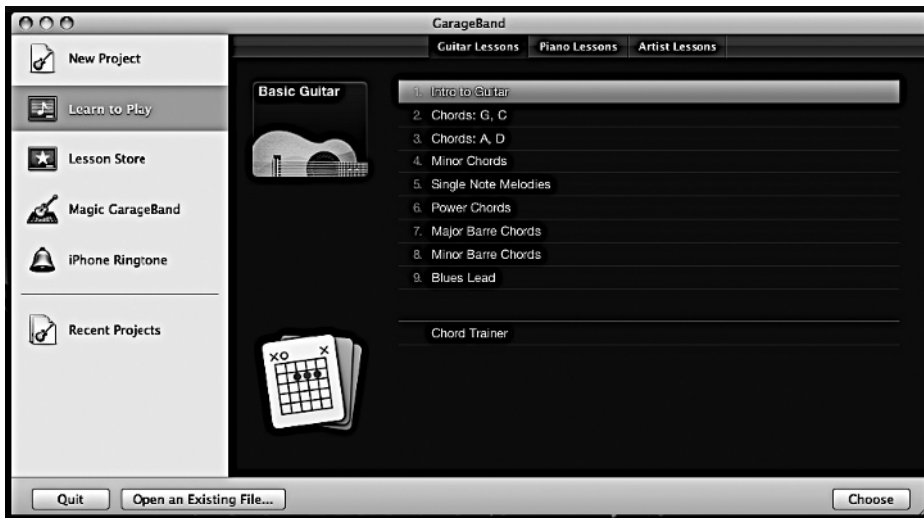 GarageBand
New Project
Learn to Play
Lesson Store
Magic GarageBand
iPhone Ringtone
Recent Projects
Guitar Lessons Piano Lessons Artist Lessons
Basic Guitar
1. Intro to Guitar
2. Chords: G, C
3. Chords: A, D
4. Minor Chords
5. Single Note Melodies
6. Power Chords
7. Major Barre Chords
8. Minor Barre Chords
9. Blues Lead
Chord Trainer
XO X
Quit Open an Existing File... Choose